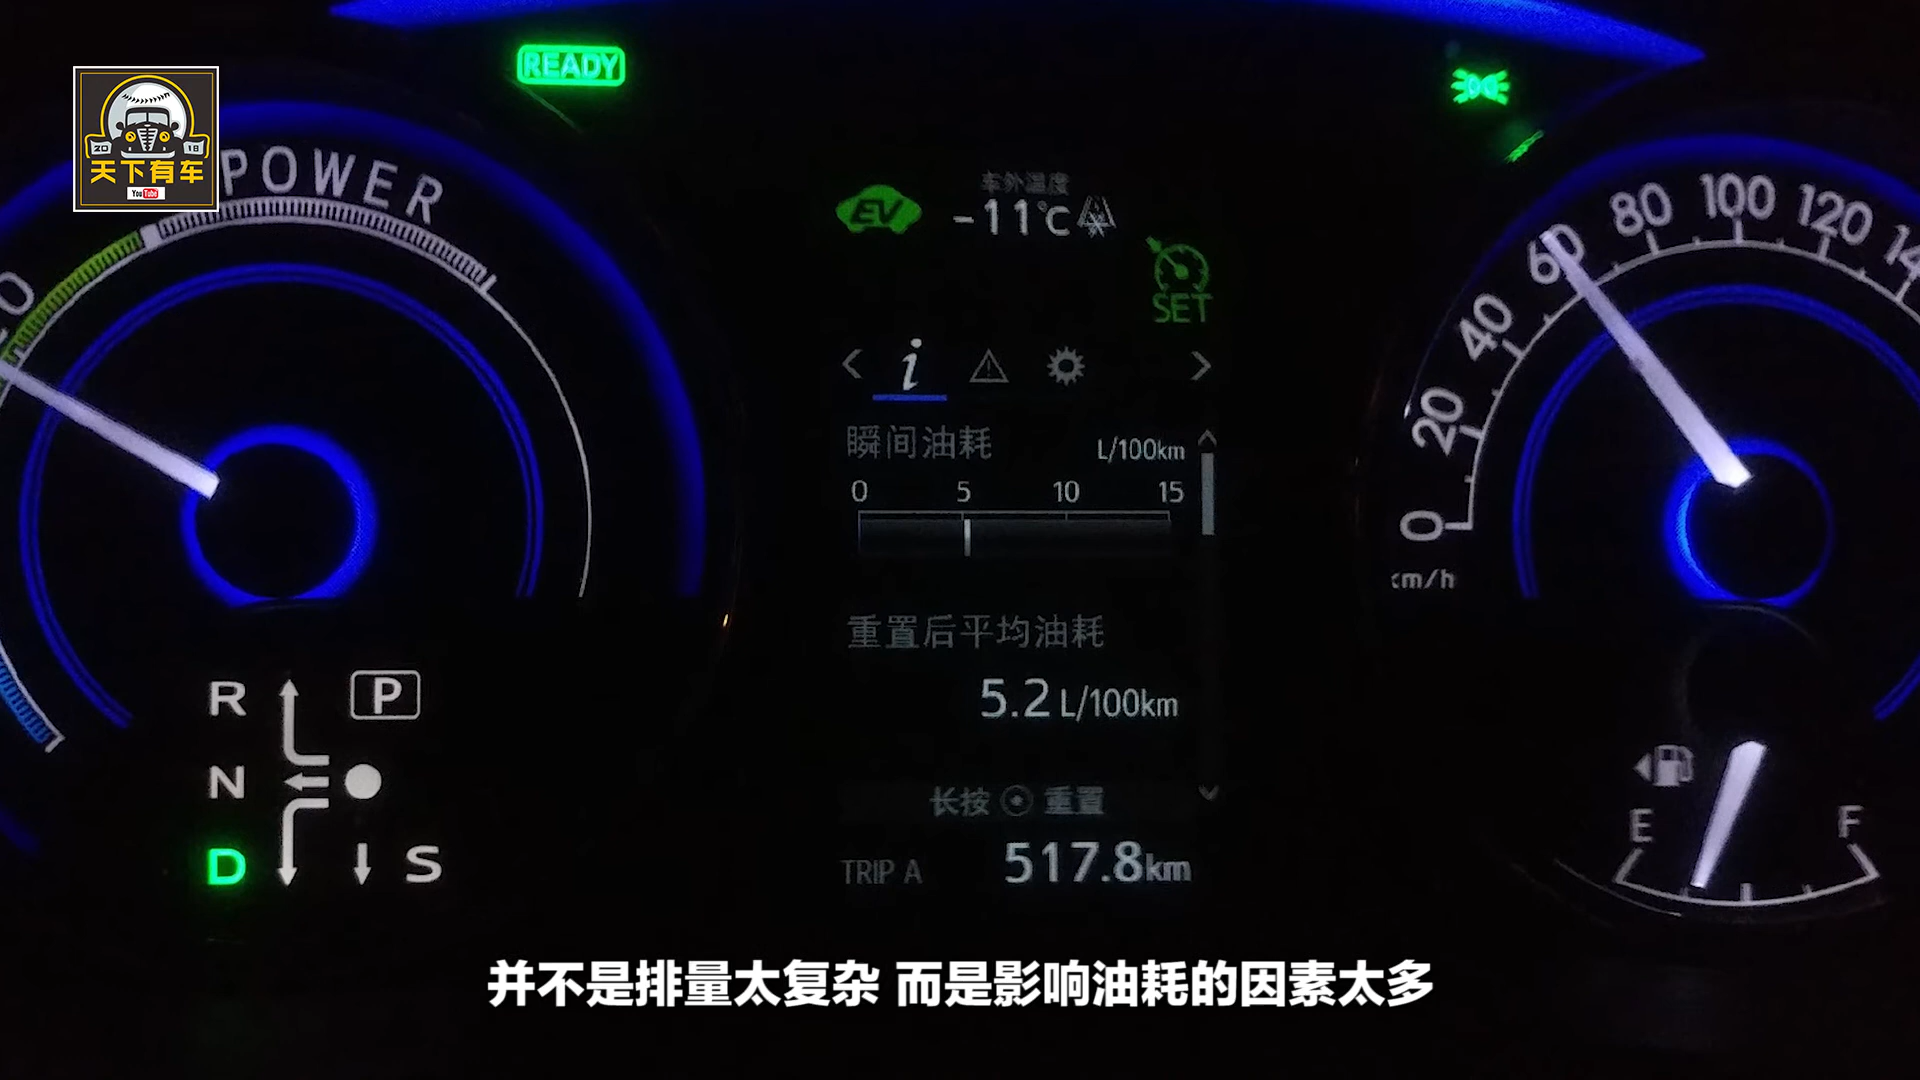 READY
20 18
天下有车
YouTube
POWER
EV
车外温度
-11℃
SET
i
瞬间油耗 L/100km
0 5 10 15
重置后平均油耗
5.2 L/100km
长按 重置
TRIP A 517.8km
R P
N
D S
0 20 40 60 80 100 120
km/h
E F
并不是排量太复杂 而是影响油耗的因素太多